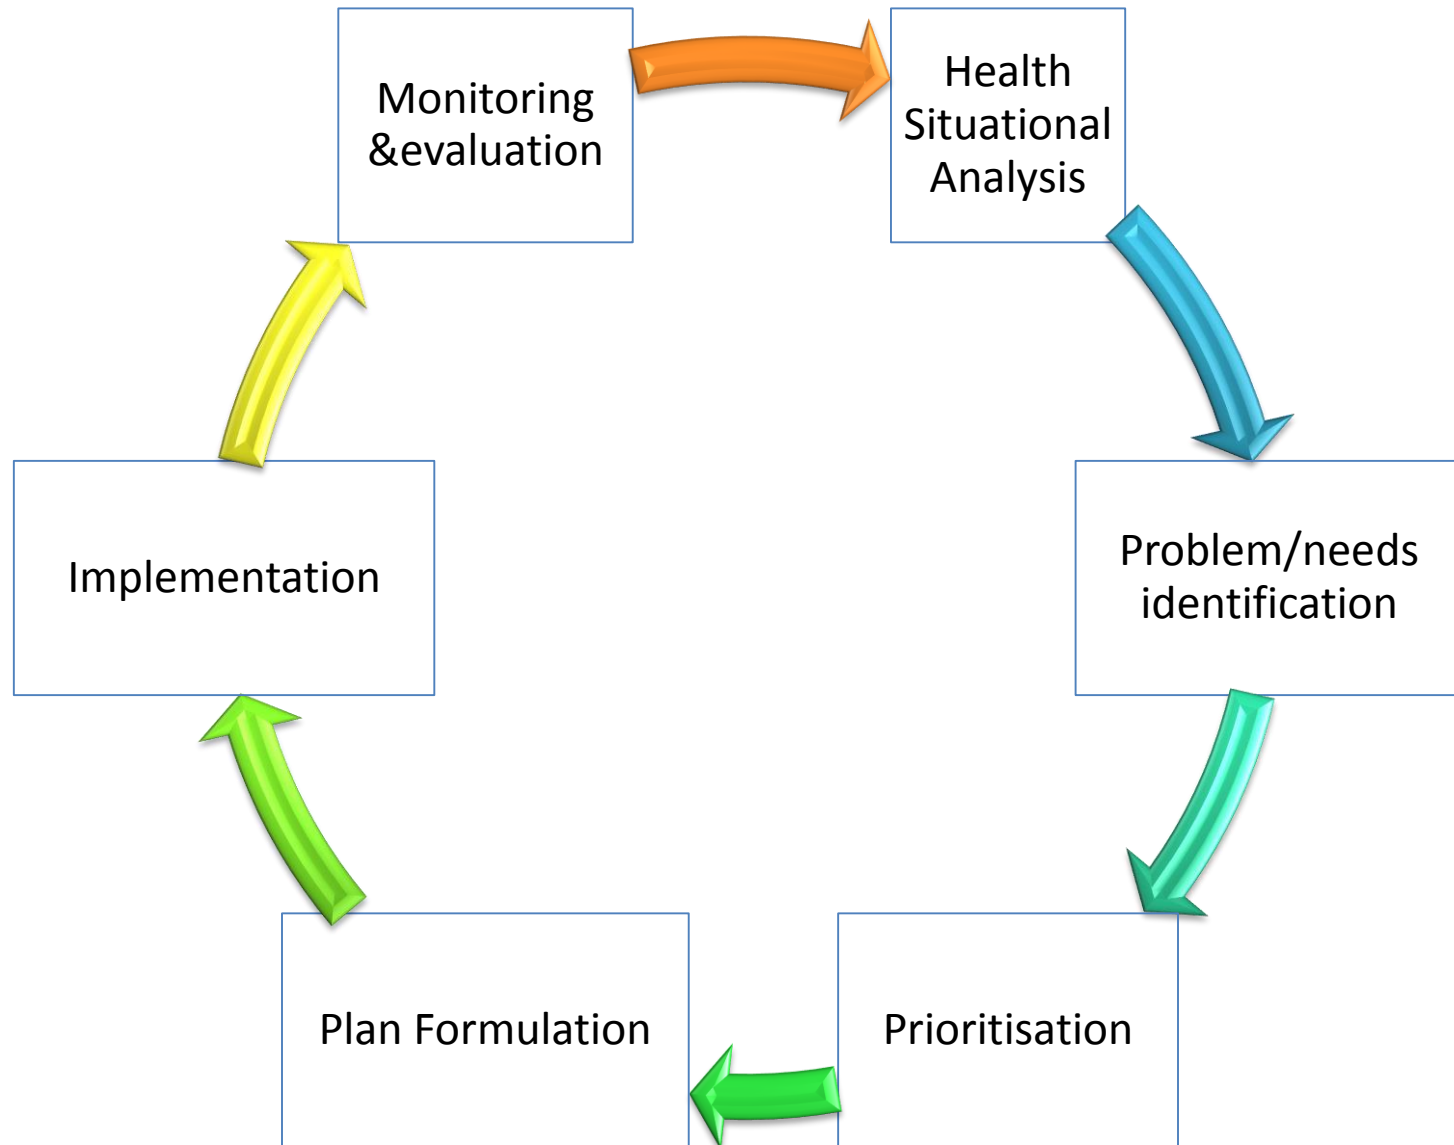 Monitoring
&evaluation
Health
Situational
Analysis
Problem/needs
identification
Prioritisation
Plan Formulation
Implementation